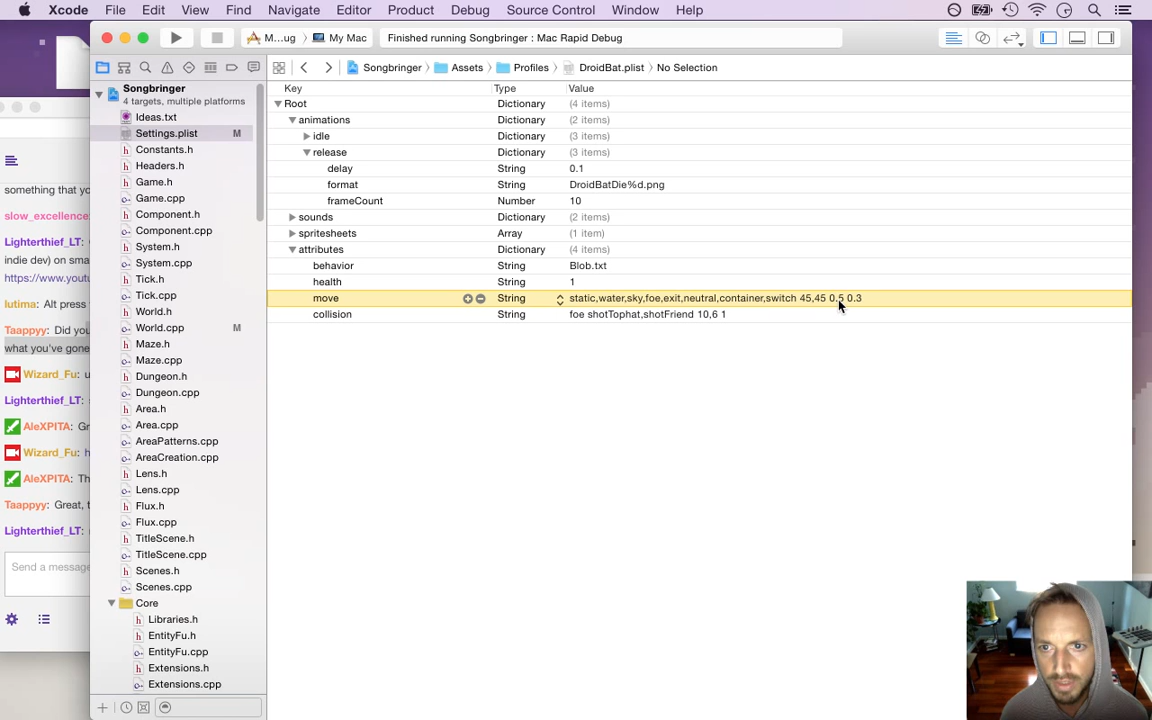 Xcode File Edit View Find Navigate Editor Product Debug Source Control Window Help
M...ug My Mac Finished running Songbringer : Mac Rapid Debug
Songbringer Assets Profiles DroidBat.plist No Selection
something that yo
slow_excellence
Lighterthief_LT:
indie dev) on sma
https://www.yout
lutima: Alt press
Taappyy: Did you
what you've gone
Wizard_Fu: u
Lighterthief_LT:
AleXPITA: Gr
Wizard_Fu: h
AleXPITA: Th
Taappyy: Great, t
Lighterthief_LT:
Send a message
Songbringer
4 targets, multiple platforms
Ideas.txt
Settings.plist M
Constants.h
Headers.h
Game.h
Game.cpp
Component.h
Component.cpp
System.h
System.cpp
Tick.h
Tick.cpp
World.h
World.cpp M
Maze.h
Maze.cpp
Dungeon.h
Dungeon.cpp
Area.h
Area.cpp
AreaPatterns.cpp
AreaCreation.cpp
Lens.h
Lens.cpp
Flux.h
Flux.cpp
TitleScene.h
TitleScene.cpp
Scenes.h
Scenes.cpp
Core
Libraries.h
EntityFu.h
EntityFu.cpp
Extensions.h
Extensions.cpp
Key Type Value
Root Dictionary (4 items)
animations Dictionary (2 items)
idle Dictionary (3 items)
release Dictionary (3 items)
delay String 0.1
format String DroidBatDie%d.png
frameCount Number 10
sounds Dictionary (2 items)
spritesheets Array (1 item)
attributes Dictionary (4 items)
behavior String Blob.txt
health String 1
move String static,water,sky,foe,exit,neutral,container,switch 45,45 0.5 0.3
collision String foe shotTophat,shotFriend 10,6 1